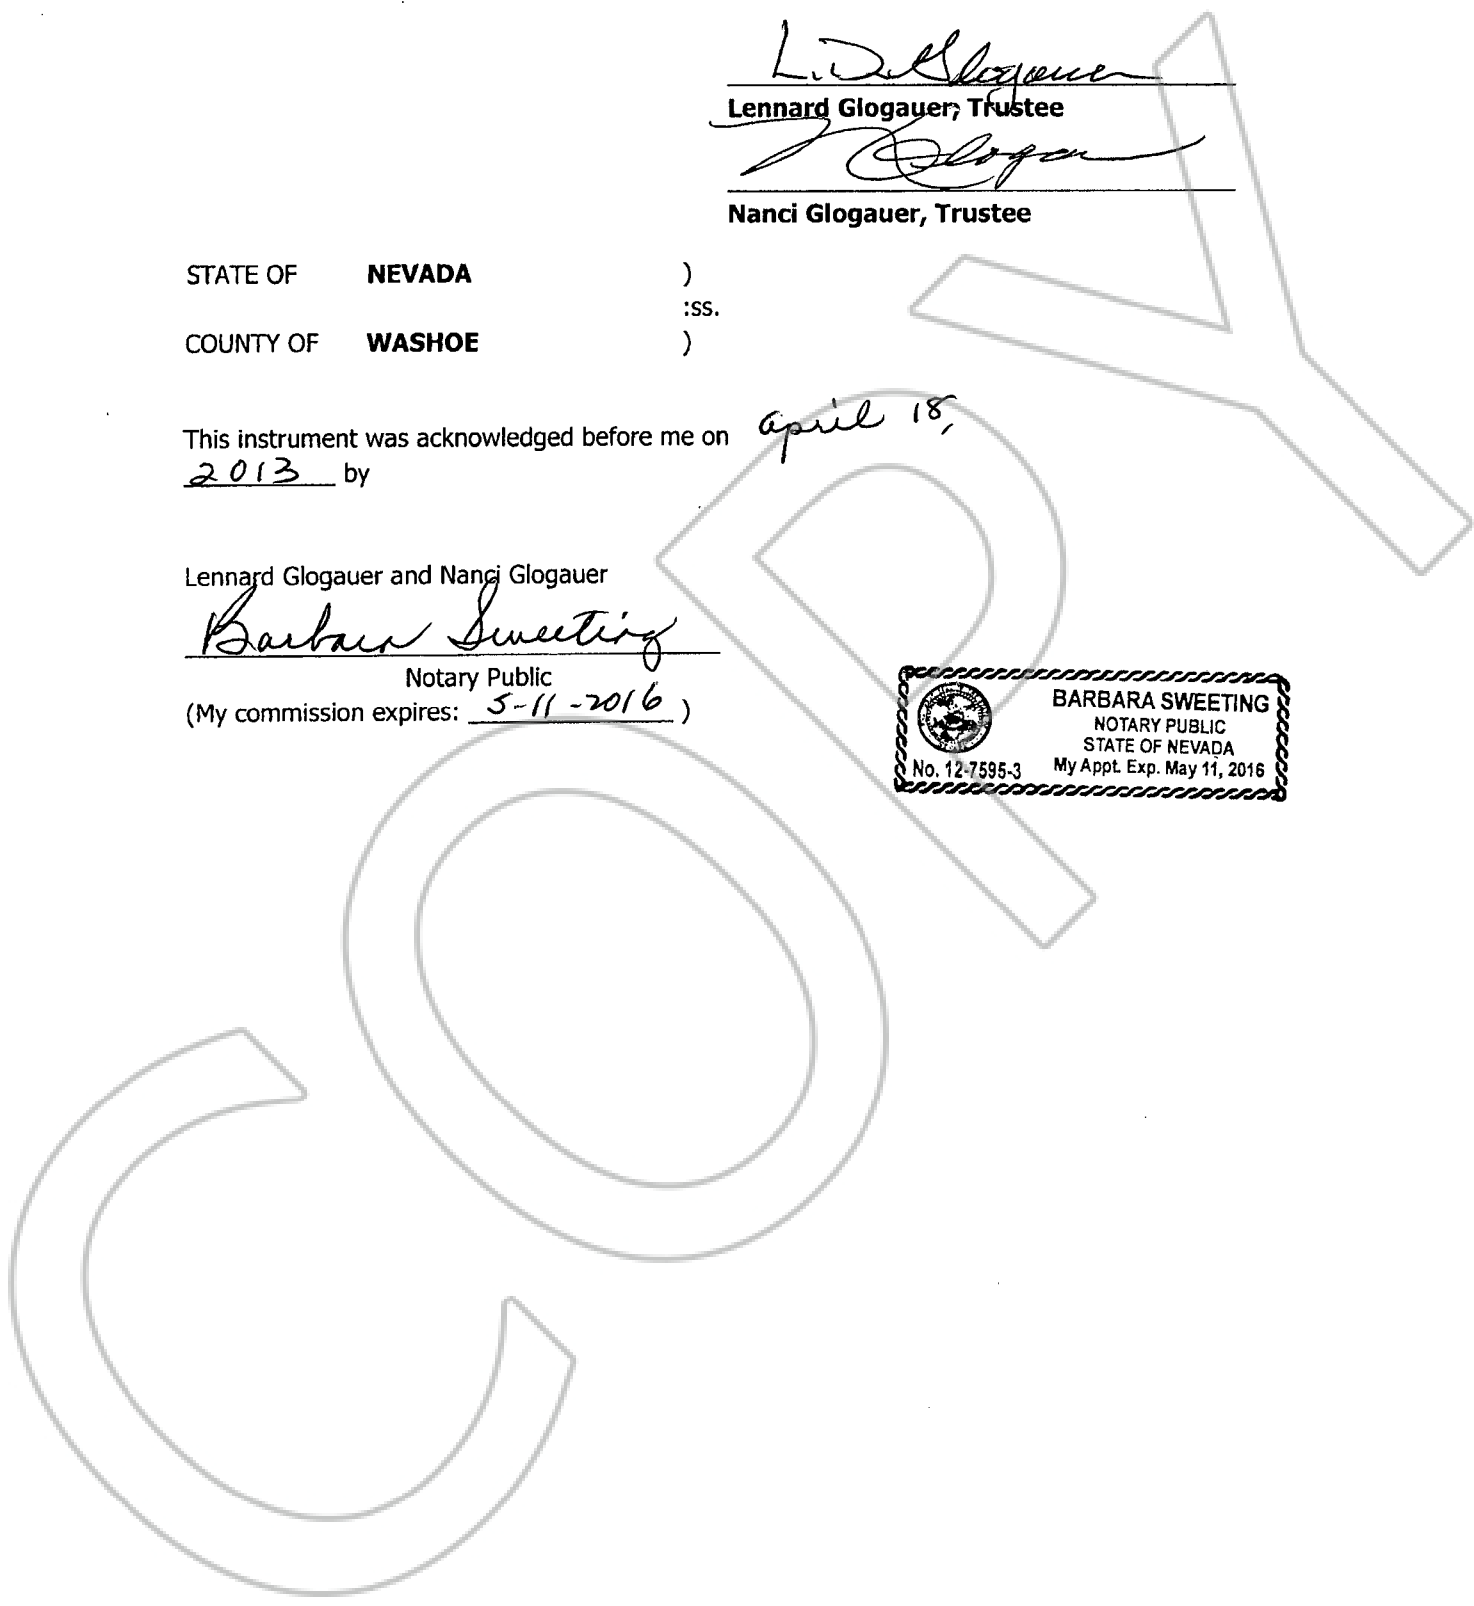 L.D. Glogauer
Lennard Glogauer, Trustee
N Glogauer
Nanci Glogauer, Trustee
STATE OF NEVADA )
:ss.
COUNTY OF WASHOE )
This instrument was acknowledged before me on april 18,
2013 by
Lennard Glogauer and Nanci Glogauer
Barbara Sweeting
Notary Public
(My commission expires: 5-11-2016 )
BARBARA SWEETING
NOTARY PUBLIC
STATE OF NEVADA
No. 12-7595-3 My Appt. Exp. May 11, 2016
COPY